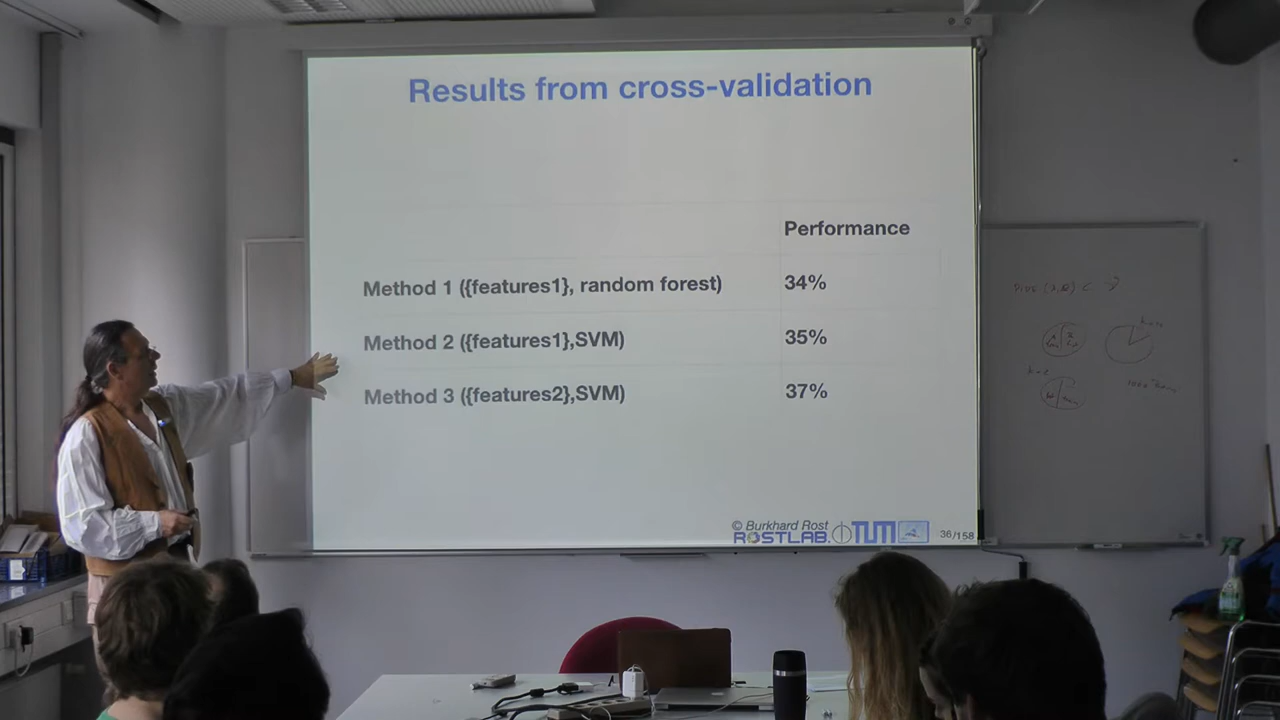 Results from cross-validation
Performance
Method 1 ({features1}, random forest) 34%
Method 2 ({features1},SVM) 35%
Method 3 ({features2},SVM) 37%
© Burkhard Rost
ROSTLAB TUM
36/158